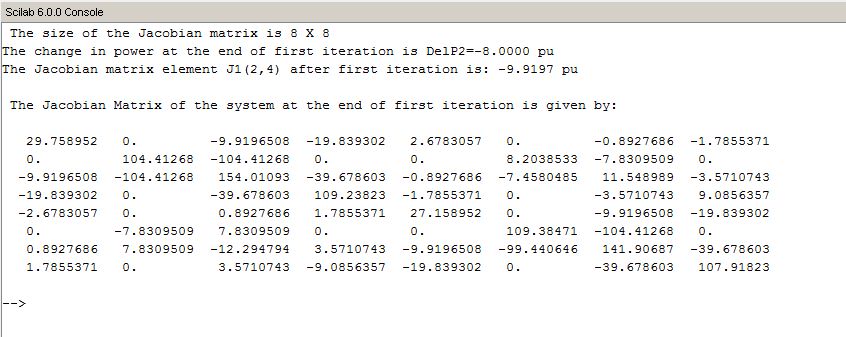 Scilab 6.0.0 Console
The size of the Jacobian matrix is 8 X 8
The change in power at the end of first iteration is DelP2=-8.0000 pu
The Jacobian matrix element J1(2,4) after first iteration is: -9.9197 pu
The Jacobian Matrix of the system at the end of first iteration is given by:
29.758952 0. -9.9196508 -19.839302 2.6783057 0. -0.8927686 -1.7855371
0. 104.41268 -104.41268 0. 0. 8.2038533 -7.8309509 0.
-9.9196508 -104.41268 154.01093 -39.678603 -0.8927686 -7.4580485 11.548989 -3.5710743
-19.839302 0. -39.678603 109.23823 -1.7855371 0. -3.5710743 9.0856357
-2.6783057 0. 0.8927686 1.7855371 27.158952 0. -9.9196508 -19.839302
0. -7.8309509 7.8309509 0. 0. 109.38471 -104.41268 0.
0.8927686 7.8309509 -12.294794 3.5710743 -9.9196508 -99.440646 141.90687 -39.678603
1.7855371 0. 3.5710743 -9.0856357 -19.839302 0. -39.678603 107.91823
-->